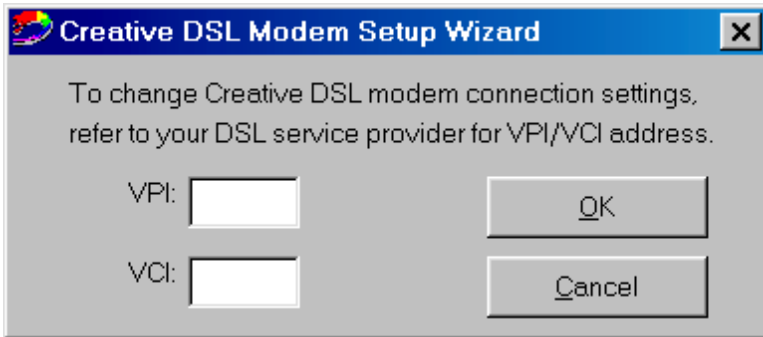 Creative DSL Modem Setup Wizard
To change Creative DSL modem connection settings,
refer to your DSL service provider for VPI/VCI address.
VPI:
OK
VCI:
Cancel